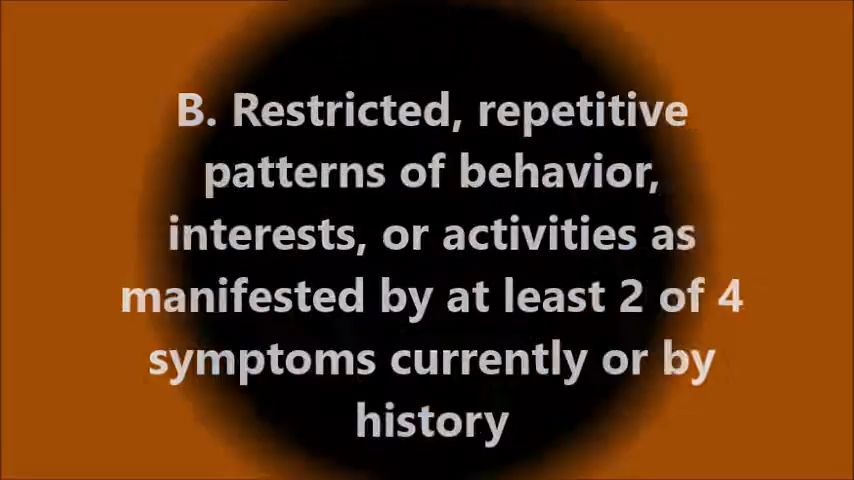 B. Restricted, repetitive
patterns of behavior,
interests, or activities as
manifested by at least 2 of 4
symptoms currently or by
history